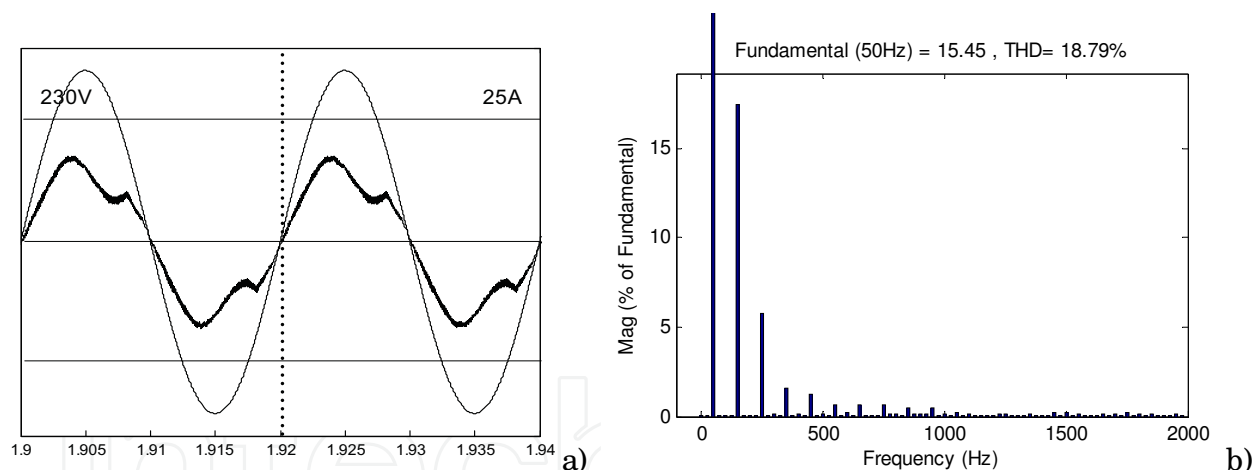 230V 25A
1.9 1.905 1.91 1.915 1.92 1.925 1.93 1.935 1.94
a)
Fundamental (50Hz) = 15.45 , THD= 18.79%
Mag (% of Fundamental)
15
10
5
0
0 500 1000 1500 2000
Frequency (Hz)
b)